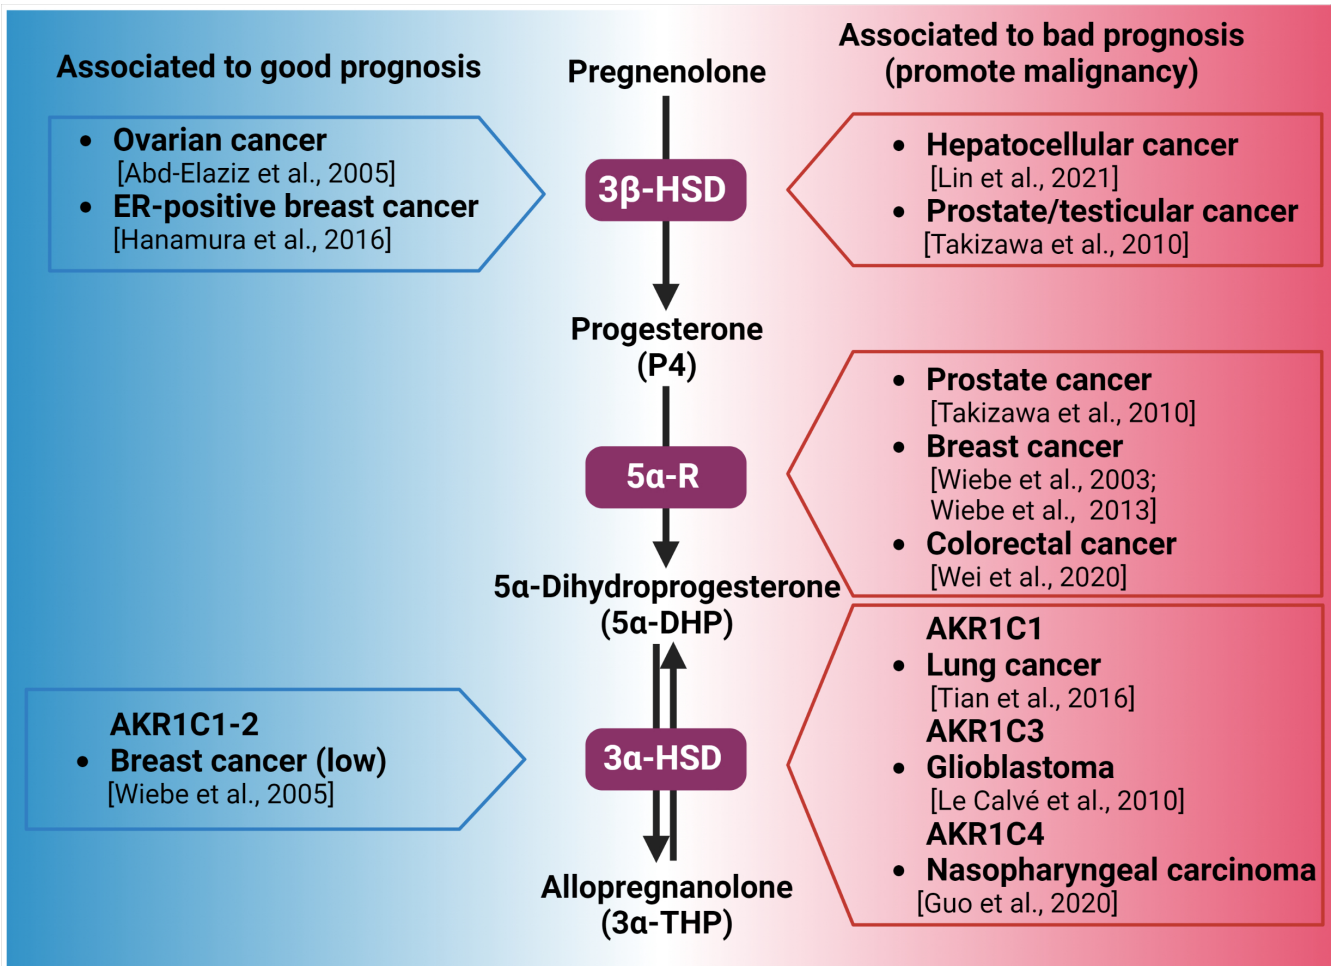 Associated to good prognosis
Pregnenolone
Associated to bad prognosis
(promote malignancy)
• Ovarian cancer
[Abd-Elaziz et al., 2005]
• ER-positive breast cancer
[Hanamura et al., 2016]
3β-HSD
• Hepatocellular cancer
[Lin et al., 2021]
• Prostate/testicular cancer
[Takizawa et al., 2010]
Progesterone
(P4)
5α-R
• Prostate cancer
[Takizawa et al., 2010]
• Breast cancer
[Wiebe et al., 2003;
Wiebe et al., 2013]
• Colorectal cancer
[Wei et al., 2020]
5α-Dihydroprogesterone
(5α-DHP)
AKR1C1-2
• Breast cancer (low)
[Wiebe et al., 2005]
3α-HSD
AKR1C1
• Lung cancer
[Tian et al., 2016]
AKR1C3
• Glioblastoma
[Le Calvé et al., 2010]
AKR1C4
• Nasopharyngeal carcinoma
[Guo et al., 2020]
Allopregnanolone
(3α-THP)